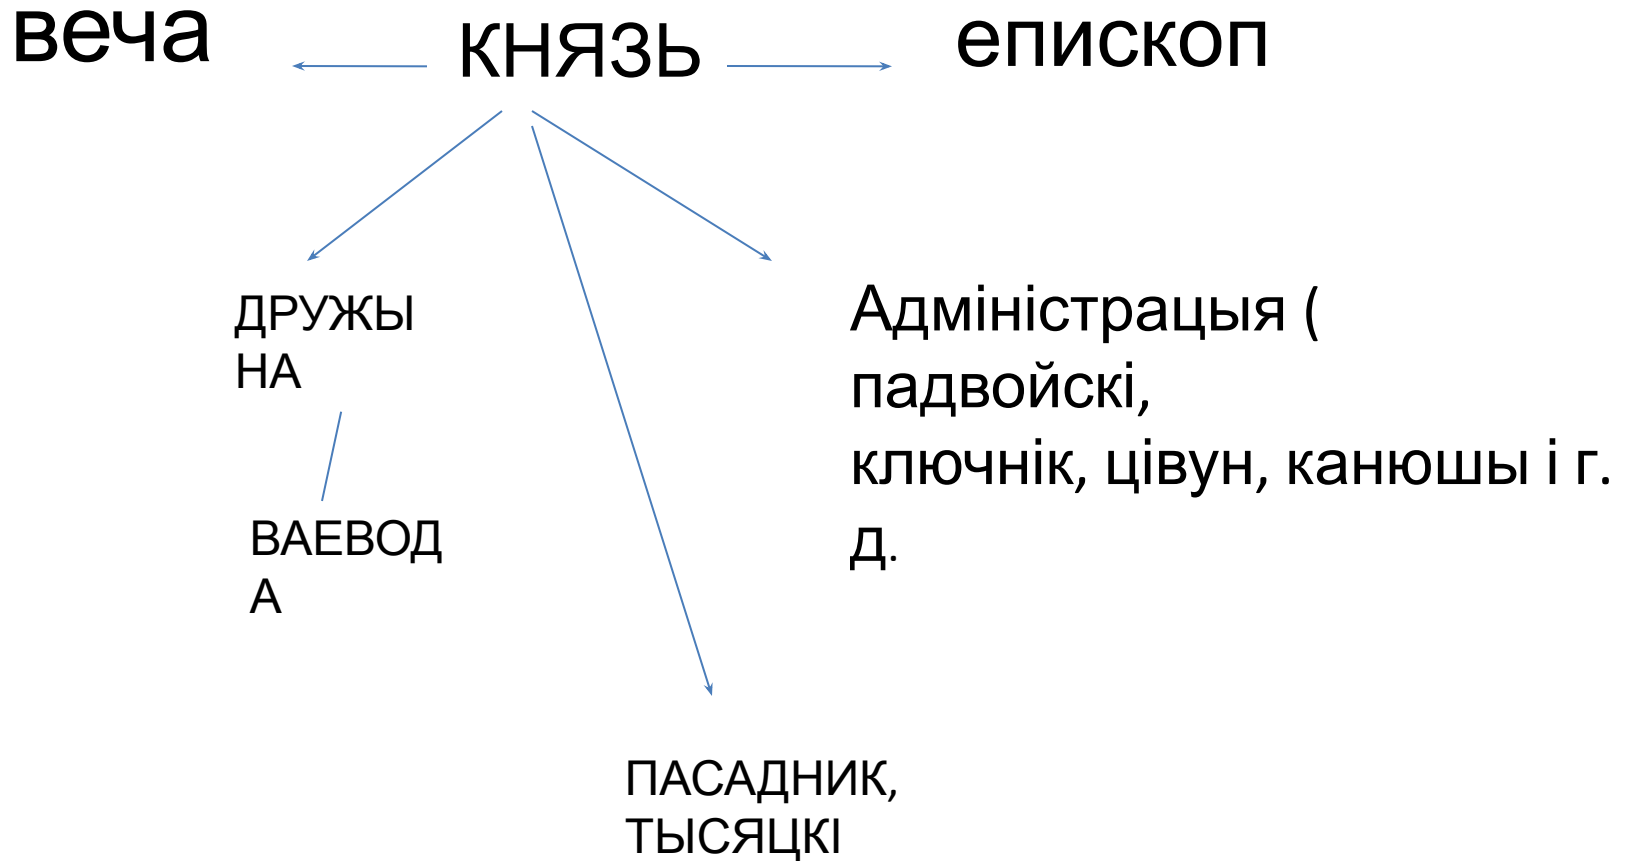 веча
КНЯЗЬ
епископ
ДРУЖЫ
НА
Адміністрацыя (
падвойскі,
ключнік, цівун, канюшы і г.
д.
ВАЕВОД
А
ПАСАДНИК,
ТЫСЯЦКІ